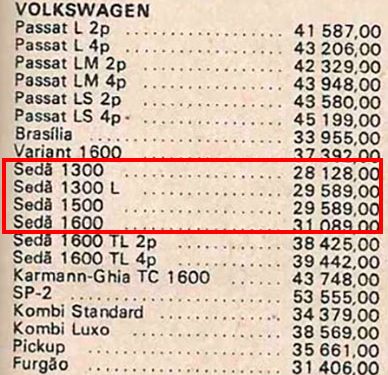 VOLKSWAGEN
Passat L 2p ................ 41 587,00
Passat L 4p ................ 43 206,00
Passat LM 2p ............. 42 329,00
Passat LM 4p ............. 43 948,00
Passat LS 2p .............. 43 580,00
Passat LS 4p .............. 45 199,00
Brasília ...................... 33 955,00
Variant 1600 .............. 37 392,00
Sedã 1300 ................. 28 128,00
Sedã 1300 L .............. 29 589,00
Sedã 1500 ................. 29 589,00
Sedã 1600 ................. 31 089,00
Sedã 1600 TL 2p ........ 38 425,00
Sedã 1600 TL 4p ........ 39 442,00
Karmann-Ghia TC 1600 ..... 43 748,00
SP-2 .......................... 53 555,00
Kombi Standard .......... 34 379,00
Kombi Luxo ............... 38 569,00
Pickup ....................... 35 661,00
Furgão ....................... 31 406,00